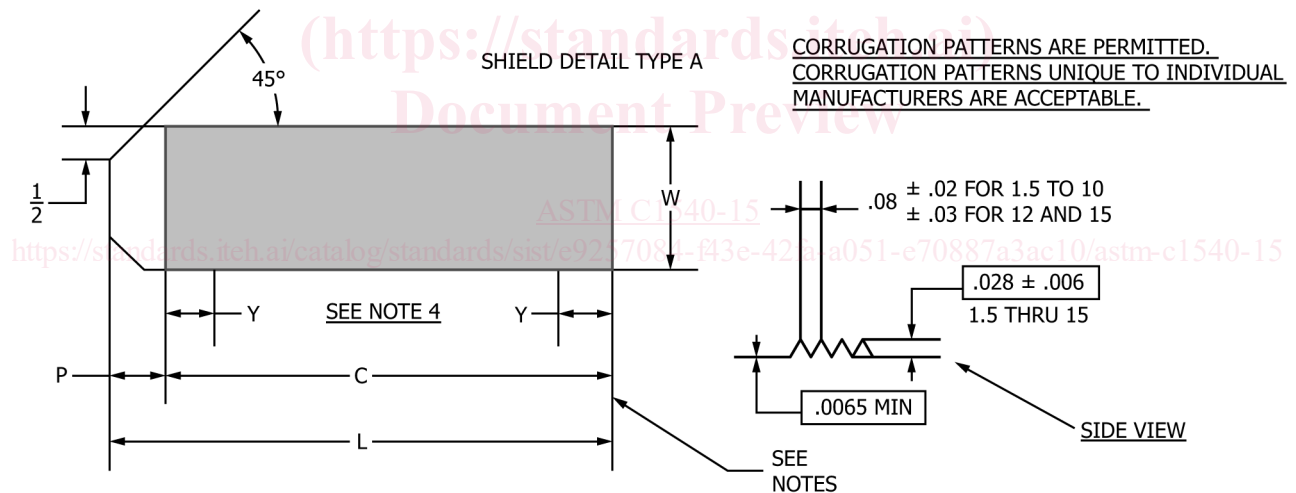 (https://standards.iteh.ai)
Document Preview
ASTM C1540-15
https://standards.iteh.ai/catalog/standards/sist/e9257084-f43e-42fa-a051-e70887a3ac10/astm-c1540-15
SHIELD DETAIL TYPE A
CORRUGATION PATTERNS ARE PERMITTED.
CORRUGATION PATTERNS UNIQUE TO INDIVIDUAL
MANUFACTURERS ARE ACCEPTABLE.
45°
1/2
W
Y
SEE NOTE 4
Y
P
C
L
SEE
NOTES
.08
± .02 FOR 1.5 TO 10
± .03 FOR 12 AND 15
.028 ± .006
1.5 THRU 15
.0065 MIN
SIDE VIEW